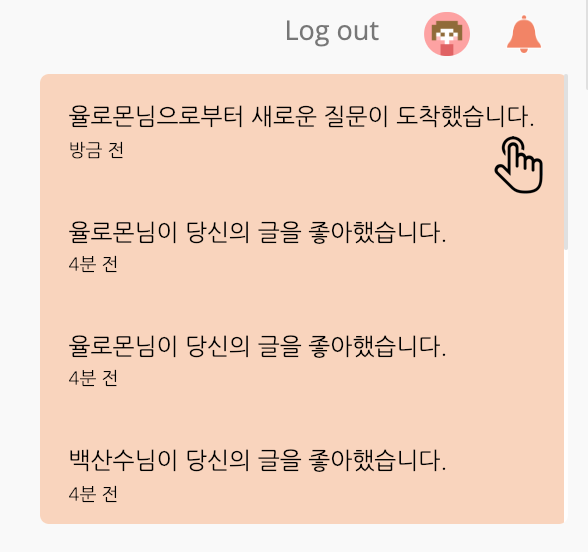 Log out
율로몬님으로부터 새로운 질문이 도착했습니다.
방금 전
율로몬님이 당신의 글을 좋아했습니다.
4분 전
율로몬님이 당신의 글을 좋아했습니다.
4분 전
백산수님이 당신의 글을 좋아했습니다.
4분 전